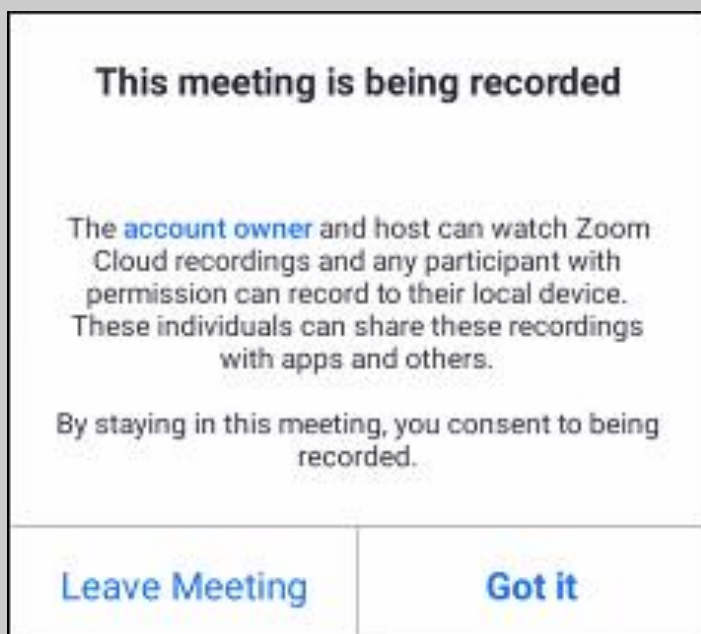 This meeting is being recorded
The account owner and host can watch Zoom
Cloud recordings and any participant with
permission can record to their local device.
These individuals can share these recordings
with apps and others.
By staying in this meeting, you consent to being
recorded.
Leave Meeting
Got it